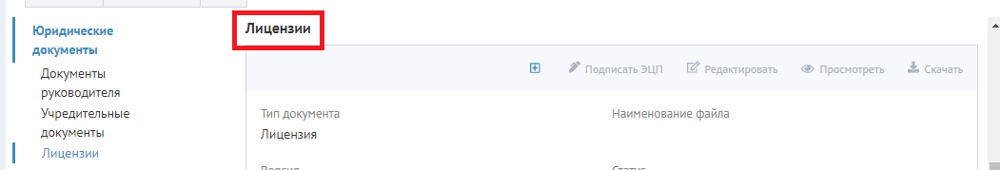 Юридические
документы
Документы
руководителя
Учредительные
документы
Лицензии
Лицензии
Подписать ЭЦП Редактировать Просмотреть Скачать
Тип документа Наименование файла
Лицензия
Версия Статус